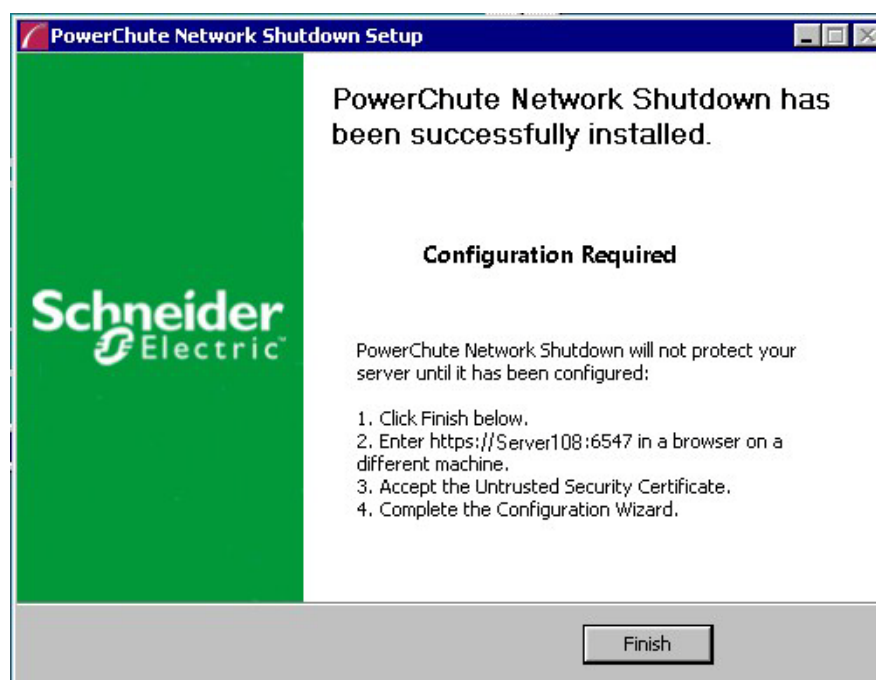 PowerChute Network Shutdown Setup
PowerChute Network Shutdown has
been successfully installed.
Configuration Required
Schneider
Electric™
PowerChute Network Shutdown will not protect your
server until it has been configured:
1. Click Finish below.
2. Enter https://Server108:6547 in a browser on a
different machine.
3. Accept the Untrusted Security Certificate.
4. Complete the Configuration Wizard.
Finish